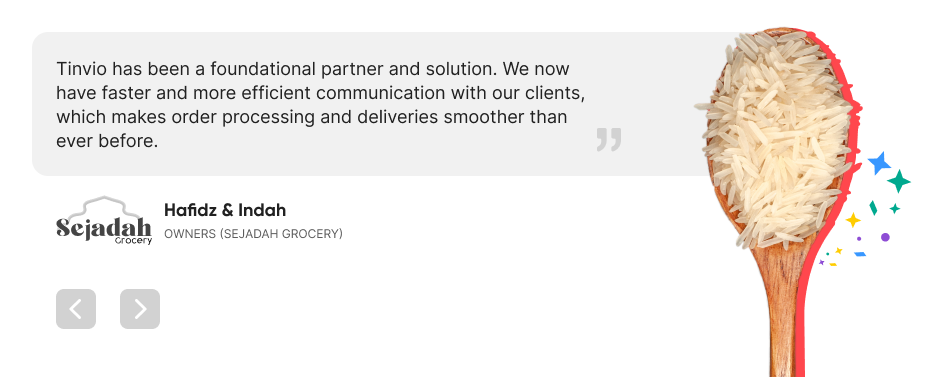 Tinvio has been a foundational partner and solution. We now
have faster and more efficient communication with our clients,
which makes order processing and deliveries smoother than
ever before.
”
Sejadah
Grocery
Hafidz & Indah
OWNERS (SEJADAH GROCERY)